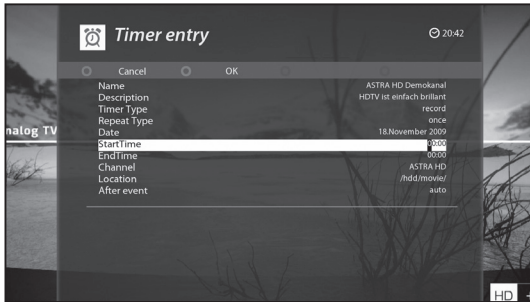 Timer entry
20:42
Cancel OK
Name ASTRA HD Demokanal
Description HDTV ist einfach brillant
Timer Type record
Repeat Type once
Date 18.November 2009
StartTime 00:00
EndTime 00:00
Channel ASTRA HD
Location /hdd/movie/
After event auto
nalog TV
HD